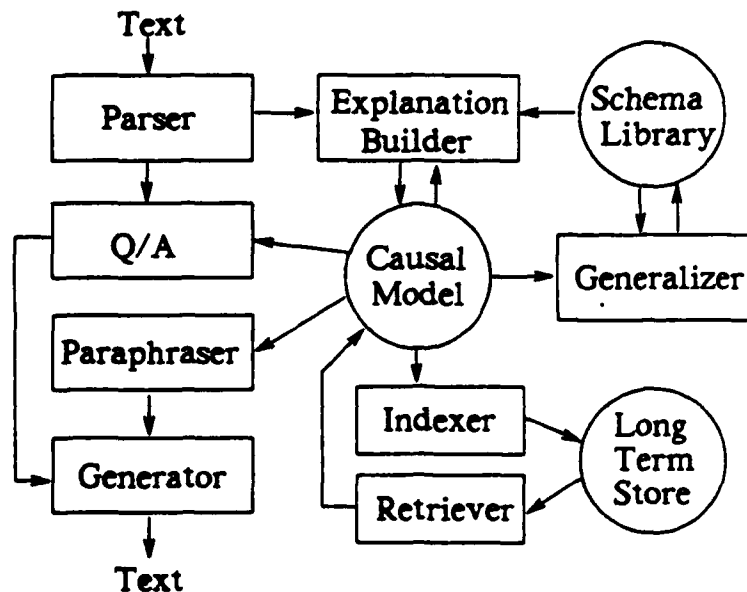 Text
Parser
Explanation
Builder
Schema
Library
Q/A
Causal
Model
Generalizer
Paraphraser
Indexer
Long
Term
Store
Generator
Retriever
Text